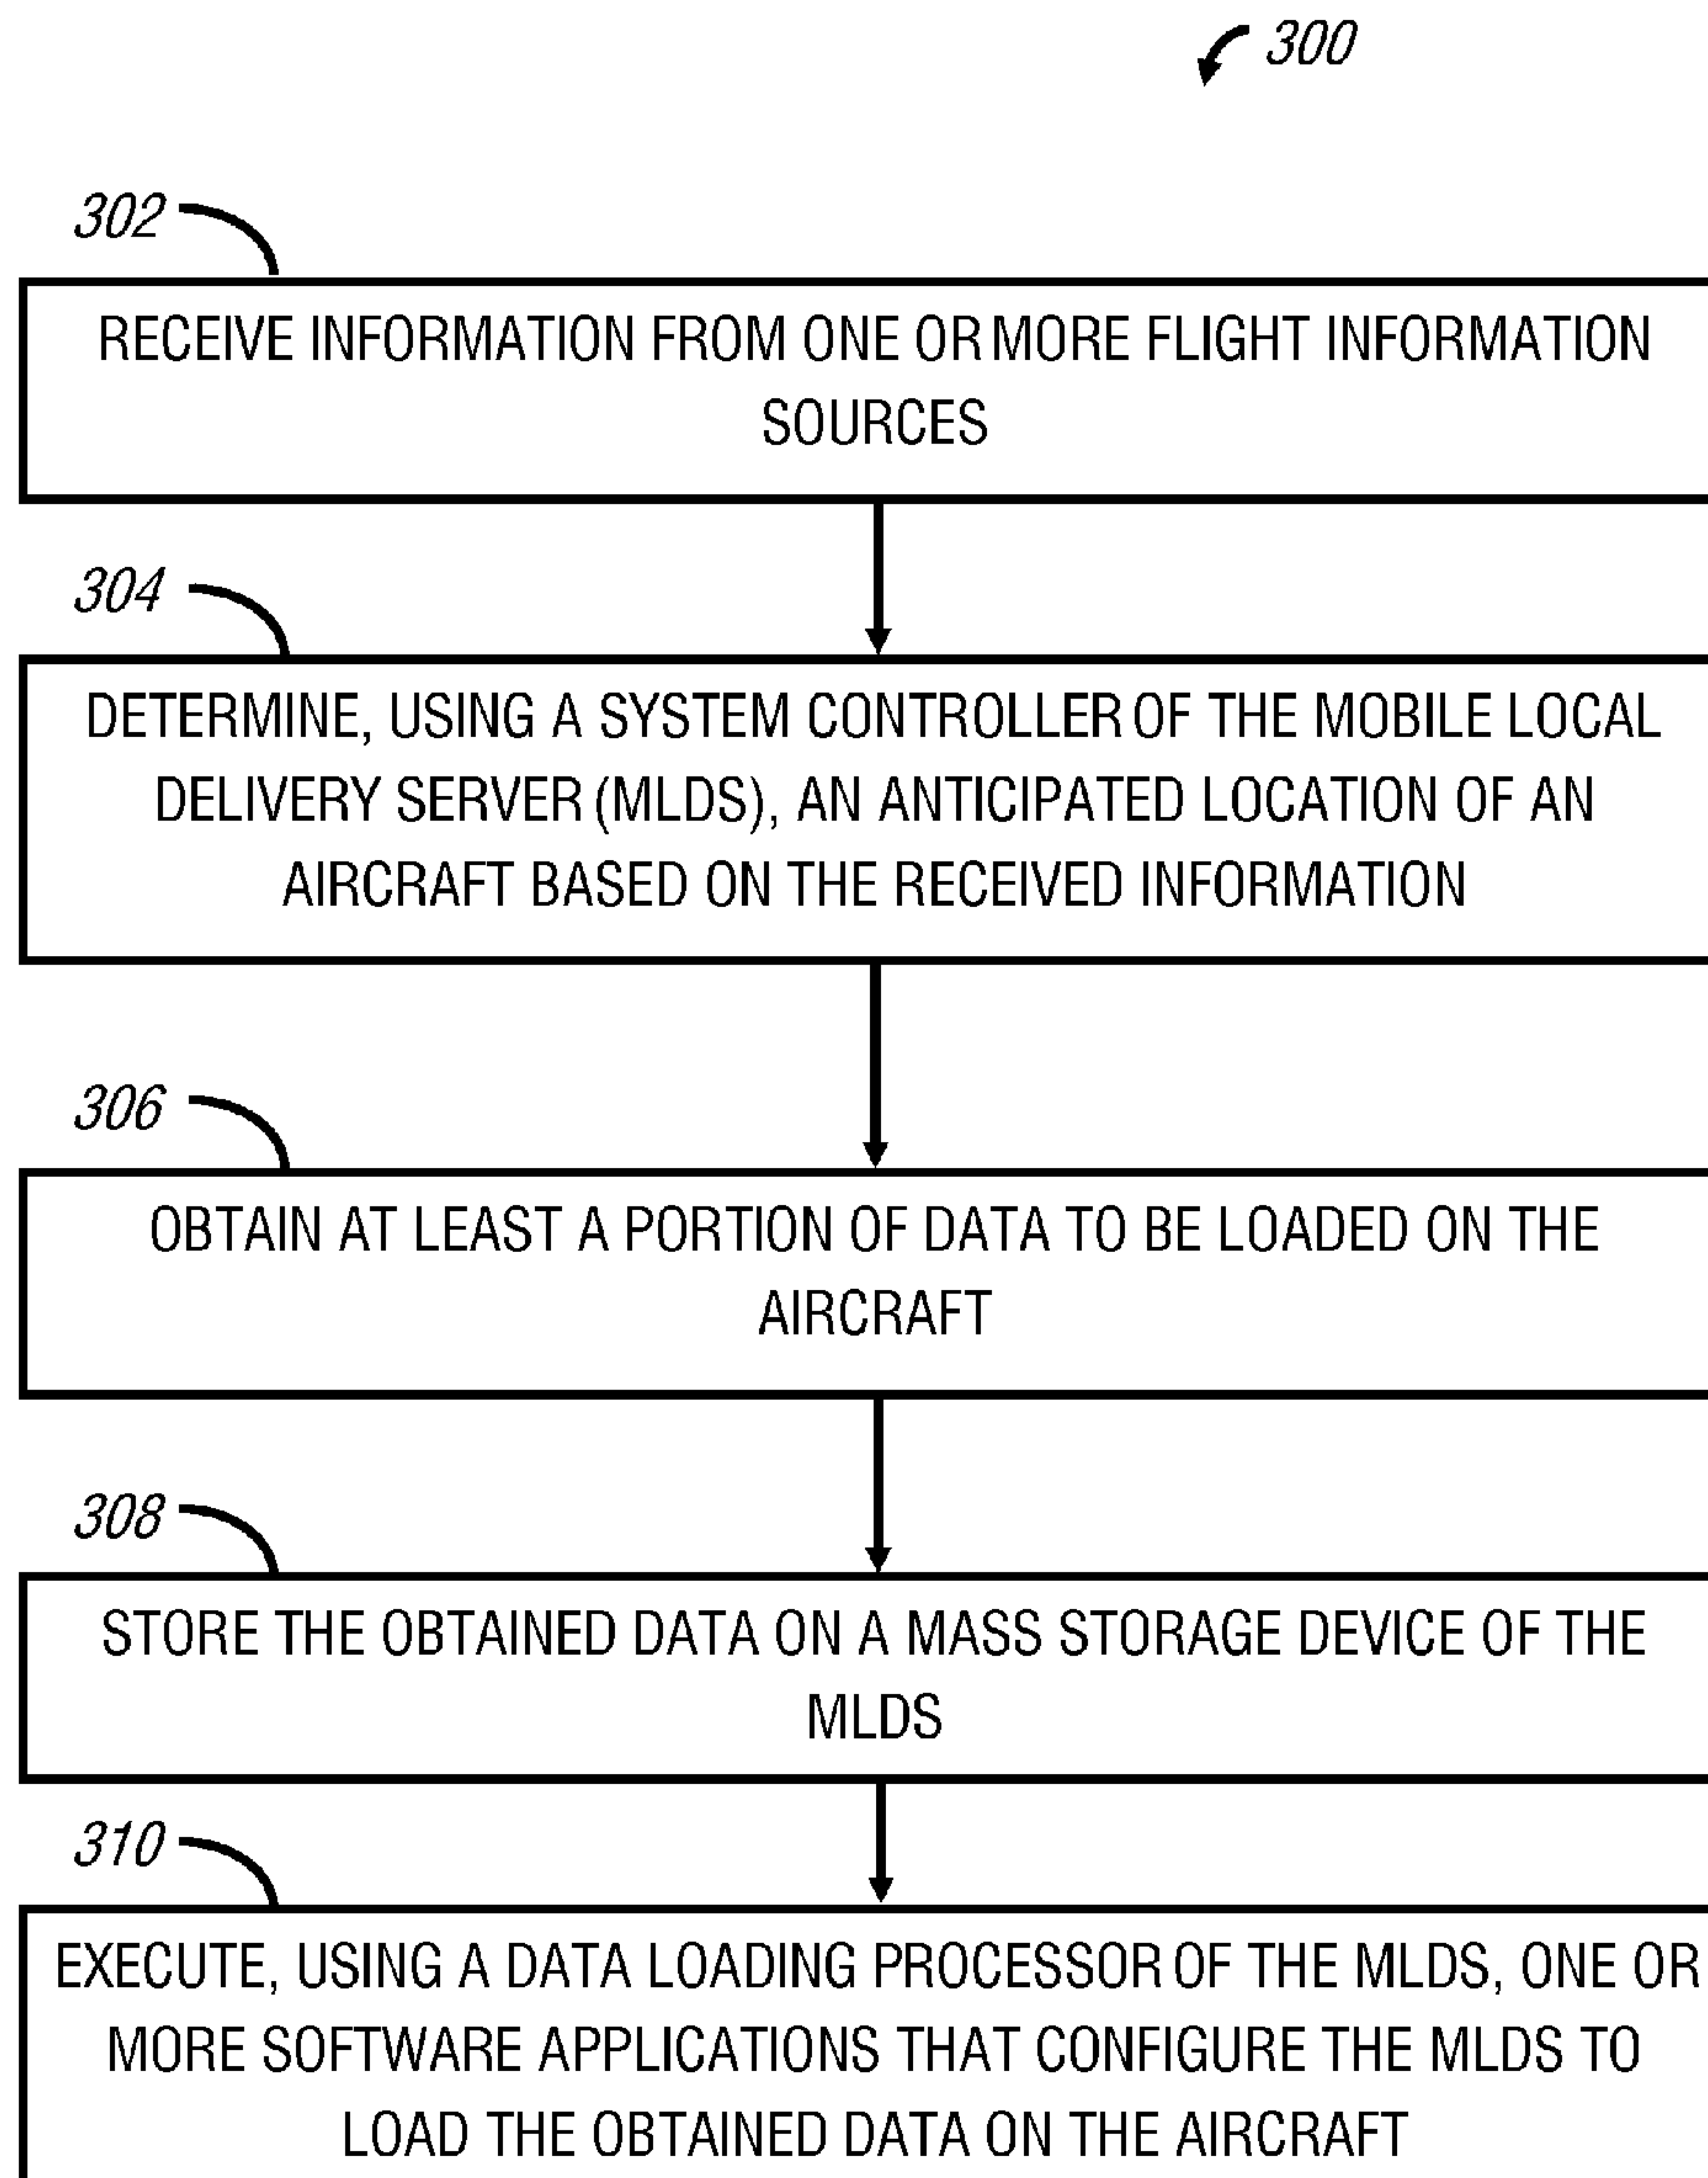 300
302
RECEIVE INFORMATION FROM ONE OR MORE FLIGHT INFORMATION
SOURCES
304
DETERMINE, USING A SYSTEM CONTROLLER OF THE MOBILE LOCAL
DELIVERY SERVER (MLDS), AN ANTICIPATED LOCATION OF AN
AIRCRAFT BASED ON THE RECEIVED INFORMATION
306
OBTAIN AT LEAST A PORTION OF DATA TO BE LOADED ON THE
AIRCRAFT
308
STORE THE OBTAINED DATA ON A MASS STORAGE DEVICE OF THE
MLDS
310
EXECUTE, USING A DATA LOADING PROCESSOR OF THE MLDS, ONE OR
MORE SOFTWARE APPLICATIONS THAT CONFIGURE THE MLDS TO
LOAD THE OBTAINED DATA ON THE AIRCRAFT